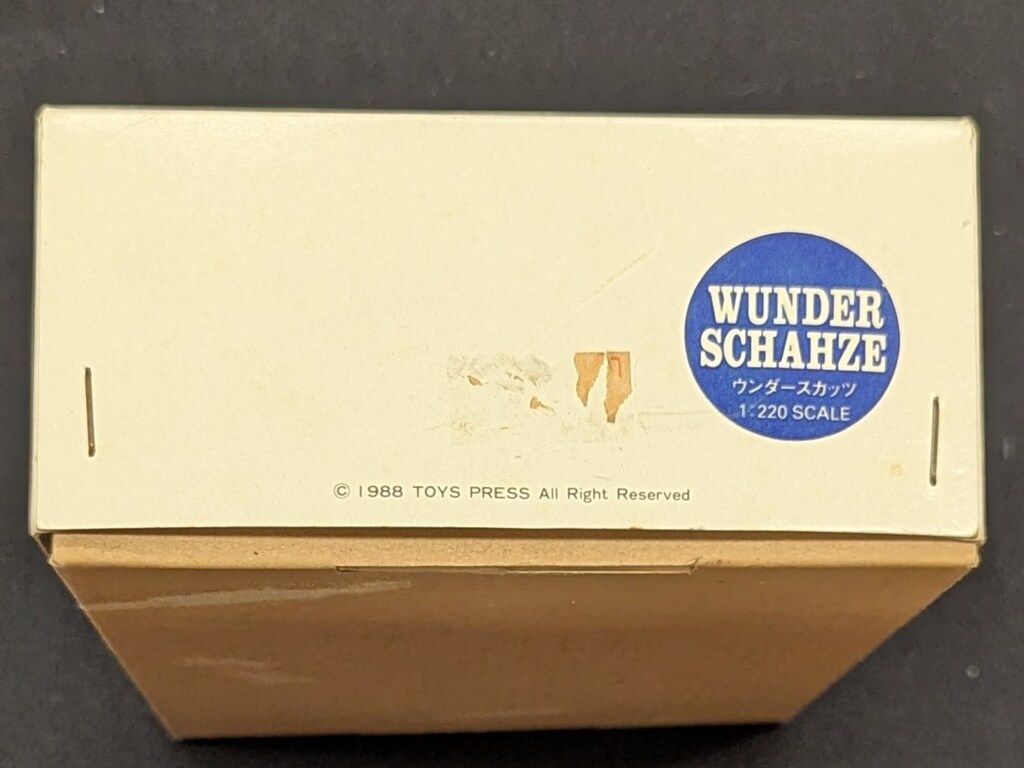 WUNDER
SCHAHZE
ウンダースカッツ
1:220 SCALE
© 1988 TOYS PRESS All Right Reserved